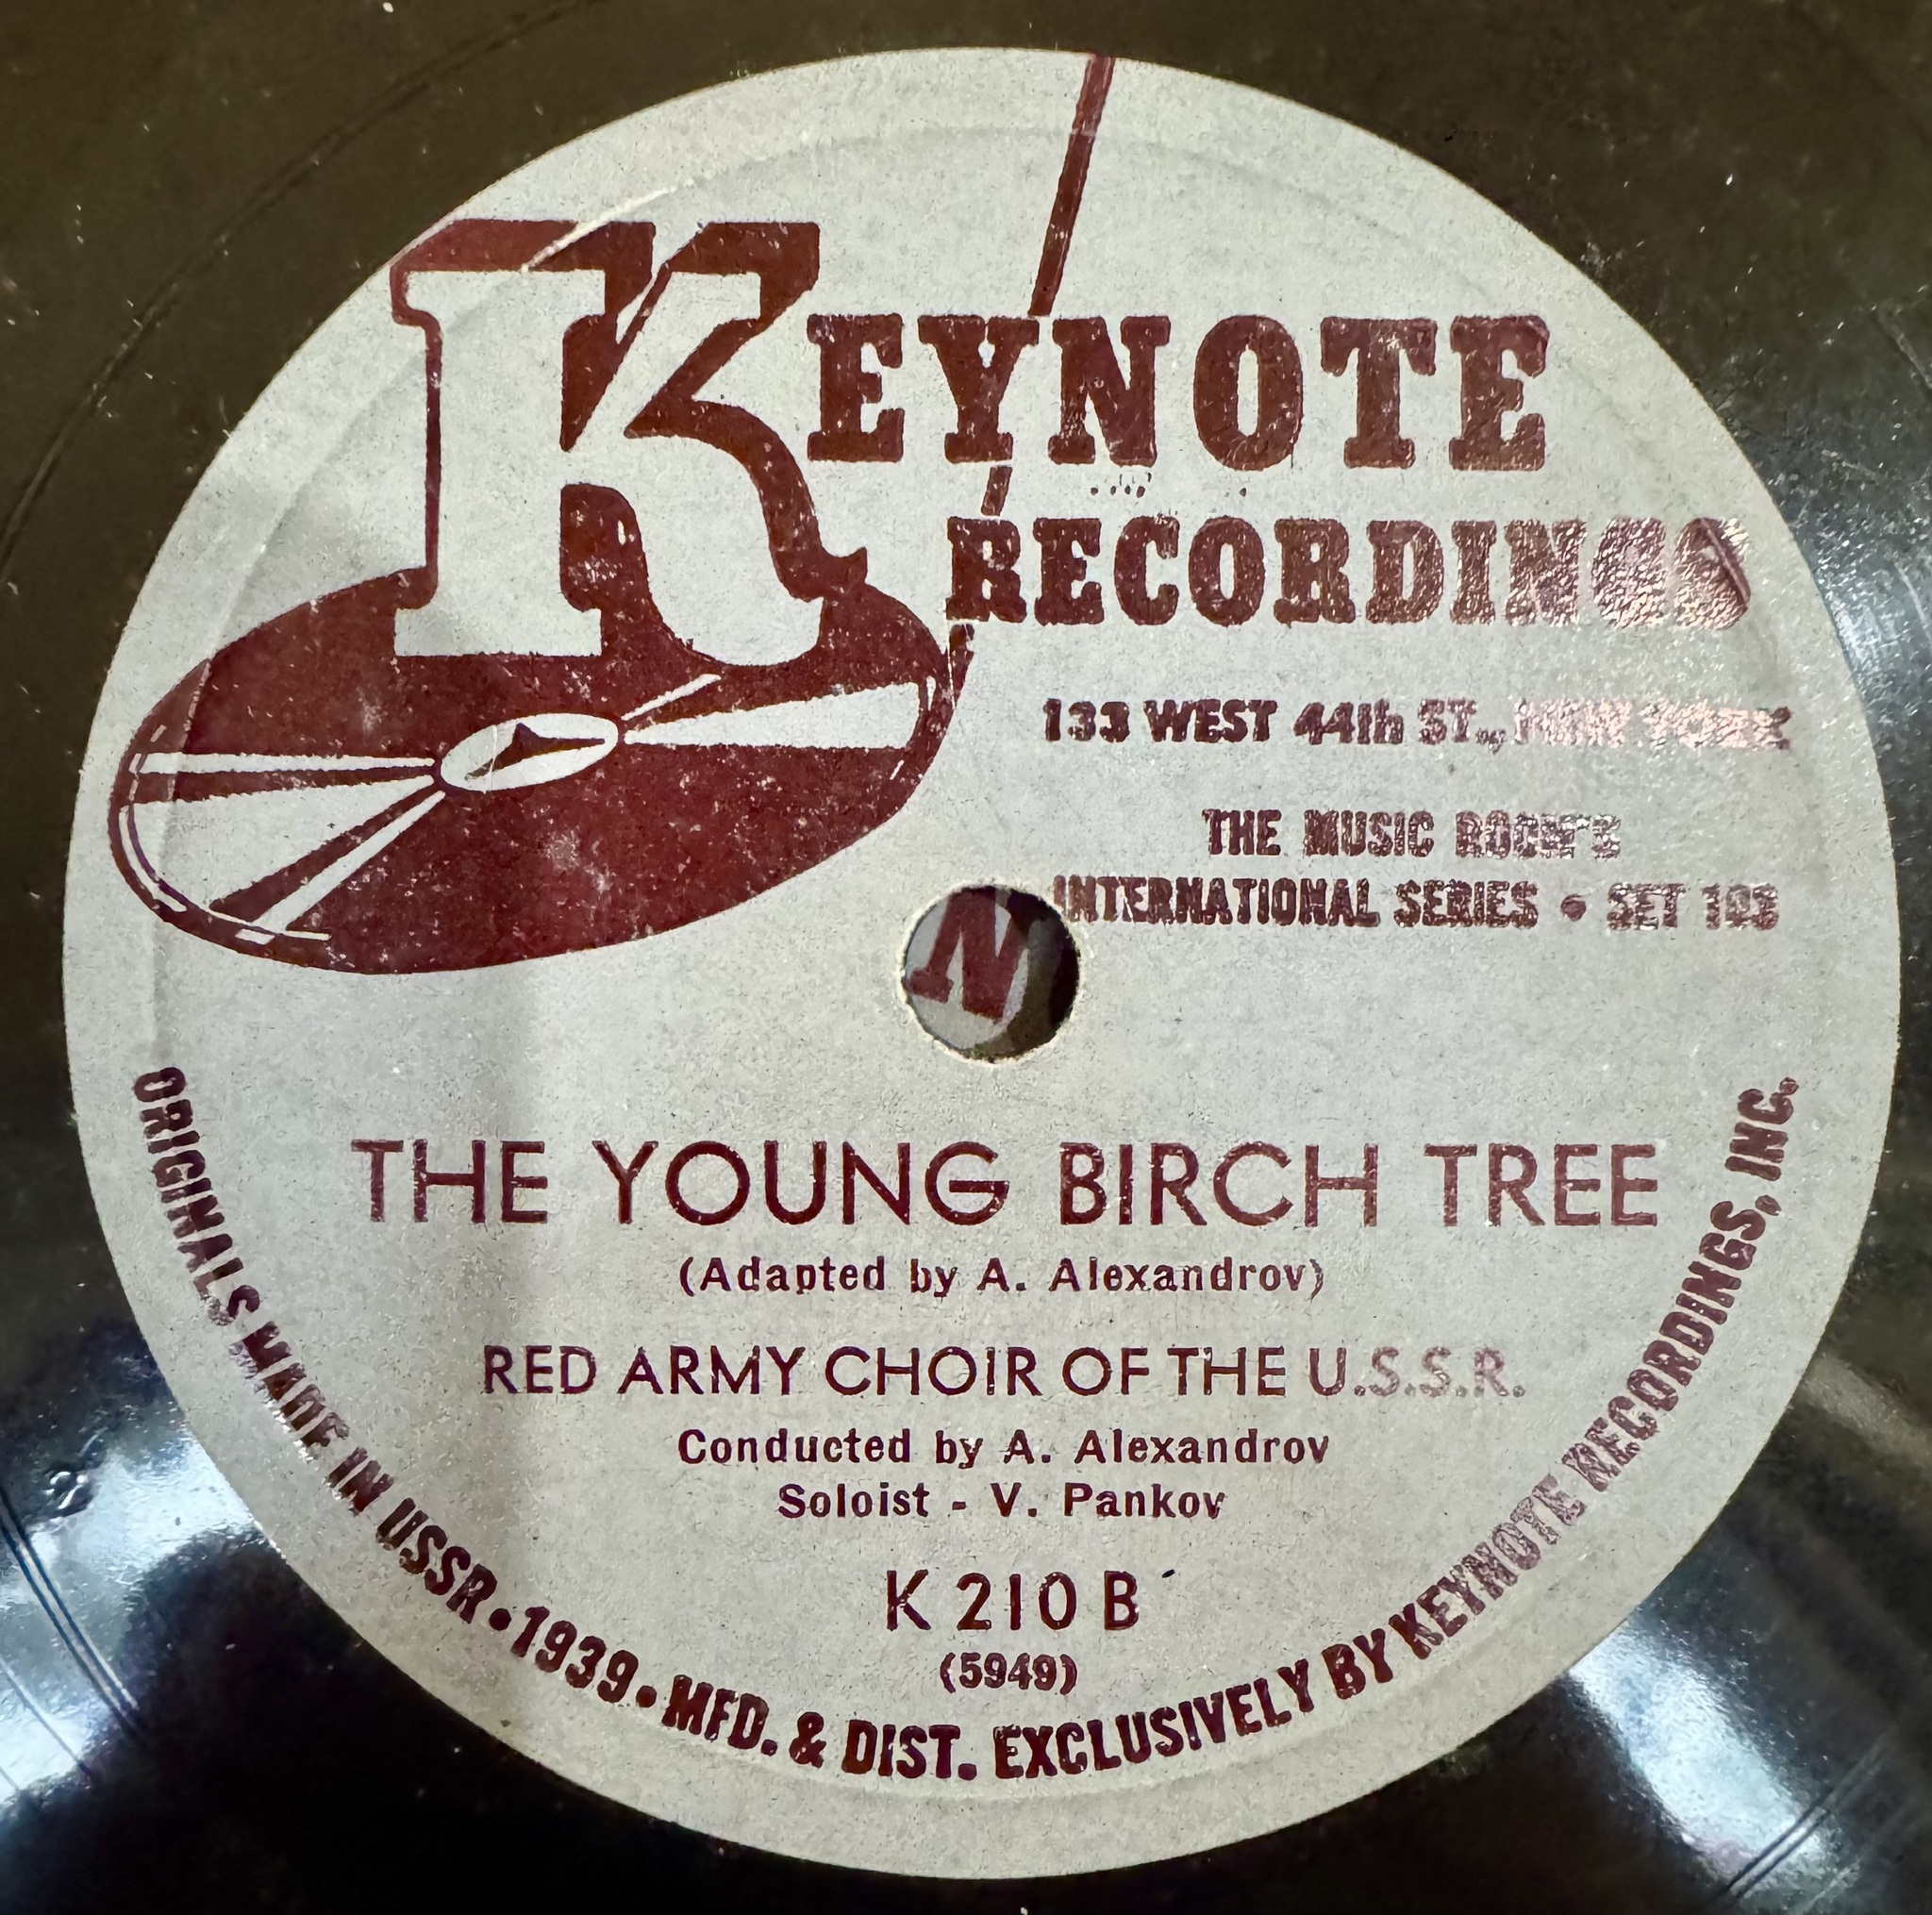 KEYNOTE
RECORDINGS
133 WEST 44th ST., NEW YORK
THE MUSIC ROOM'S
INTERNATIONAL SERIES • SET 103
N
THE YOUNG BIRCH TREE
(Adapted by A. Alexandrov)
RED ARMY CHOIR OF THE U.S.S.R.
Conducted by A. Alexandrov
Soloist - V. Pankov
K 210 B
(5949)
ORIGINALS MADE IN USSR • 1939 • MFD. & DIST. EXCLUSIVELY BY KEYNOTE RECORDINGS, INC.